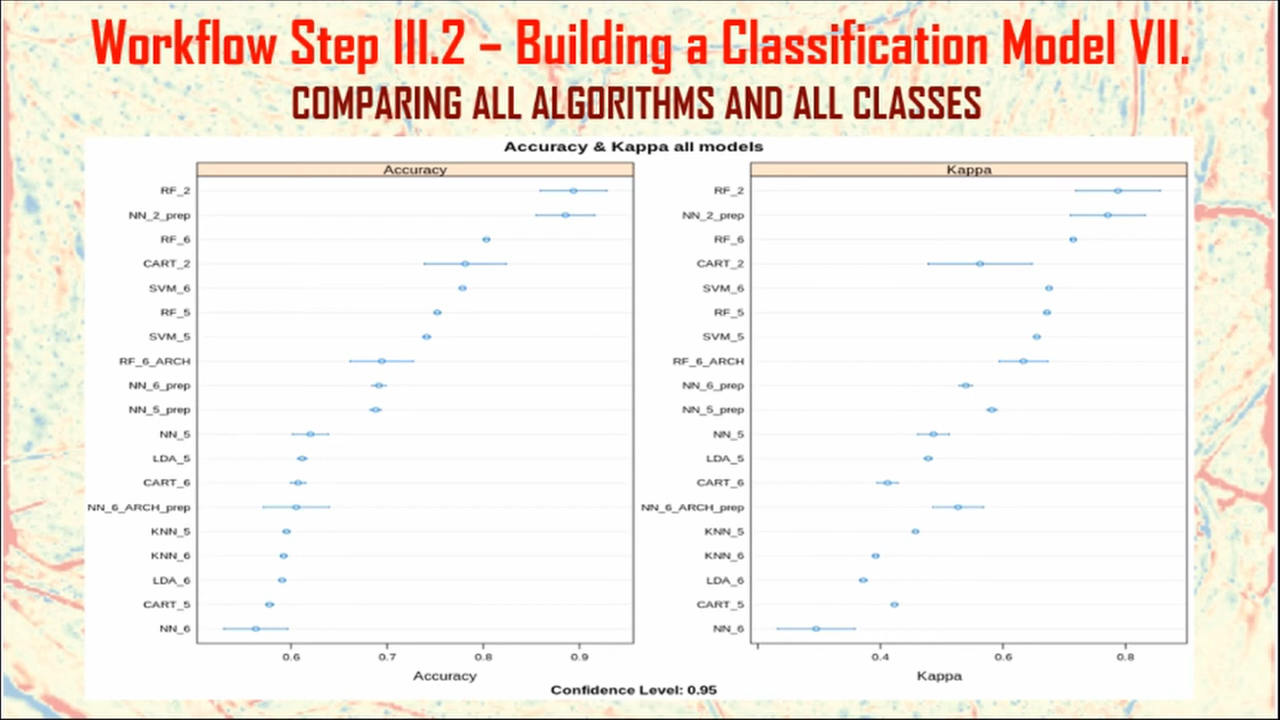 Workflow Step III.2 – Building a Classification Model VII.
COMPARING ALL ALGORITHMS AND ALL CLASSES
Accuracy & Kappa all models
Accuracy
Kappa
RF_2
NN_2_prep
RF_6
CART_2
SVM_6
RF_5
SVM_5
RF_6_ARCH
NN_6_prep
NN_5_prep
NN_5
LDA_5
CART_6
NN_6_ARCH_prep
KNN_5
KNN_6
LDA_6
CART_5
NN_6
RF_2
NN_2_prep
RF_6
CART_2
SVM_6
RF_5
SVM_5
RF_6_ARCH
NN_6_prep
NN_5_prep
NN_5
LDA_5
CART_6
NN_6_ARCH_prep
KNN_5
KNN_6
LDA_6
CART_5
NN_6
0.6 0.7 0.8 0.9
0.4 0.6 0.8
Accuracy
Kappa
Confidence Level: 0.95